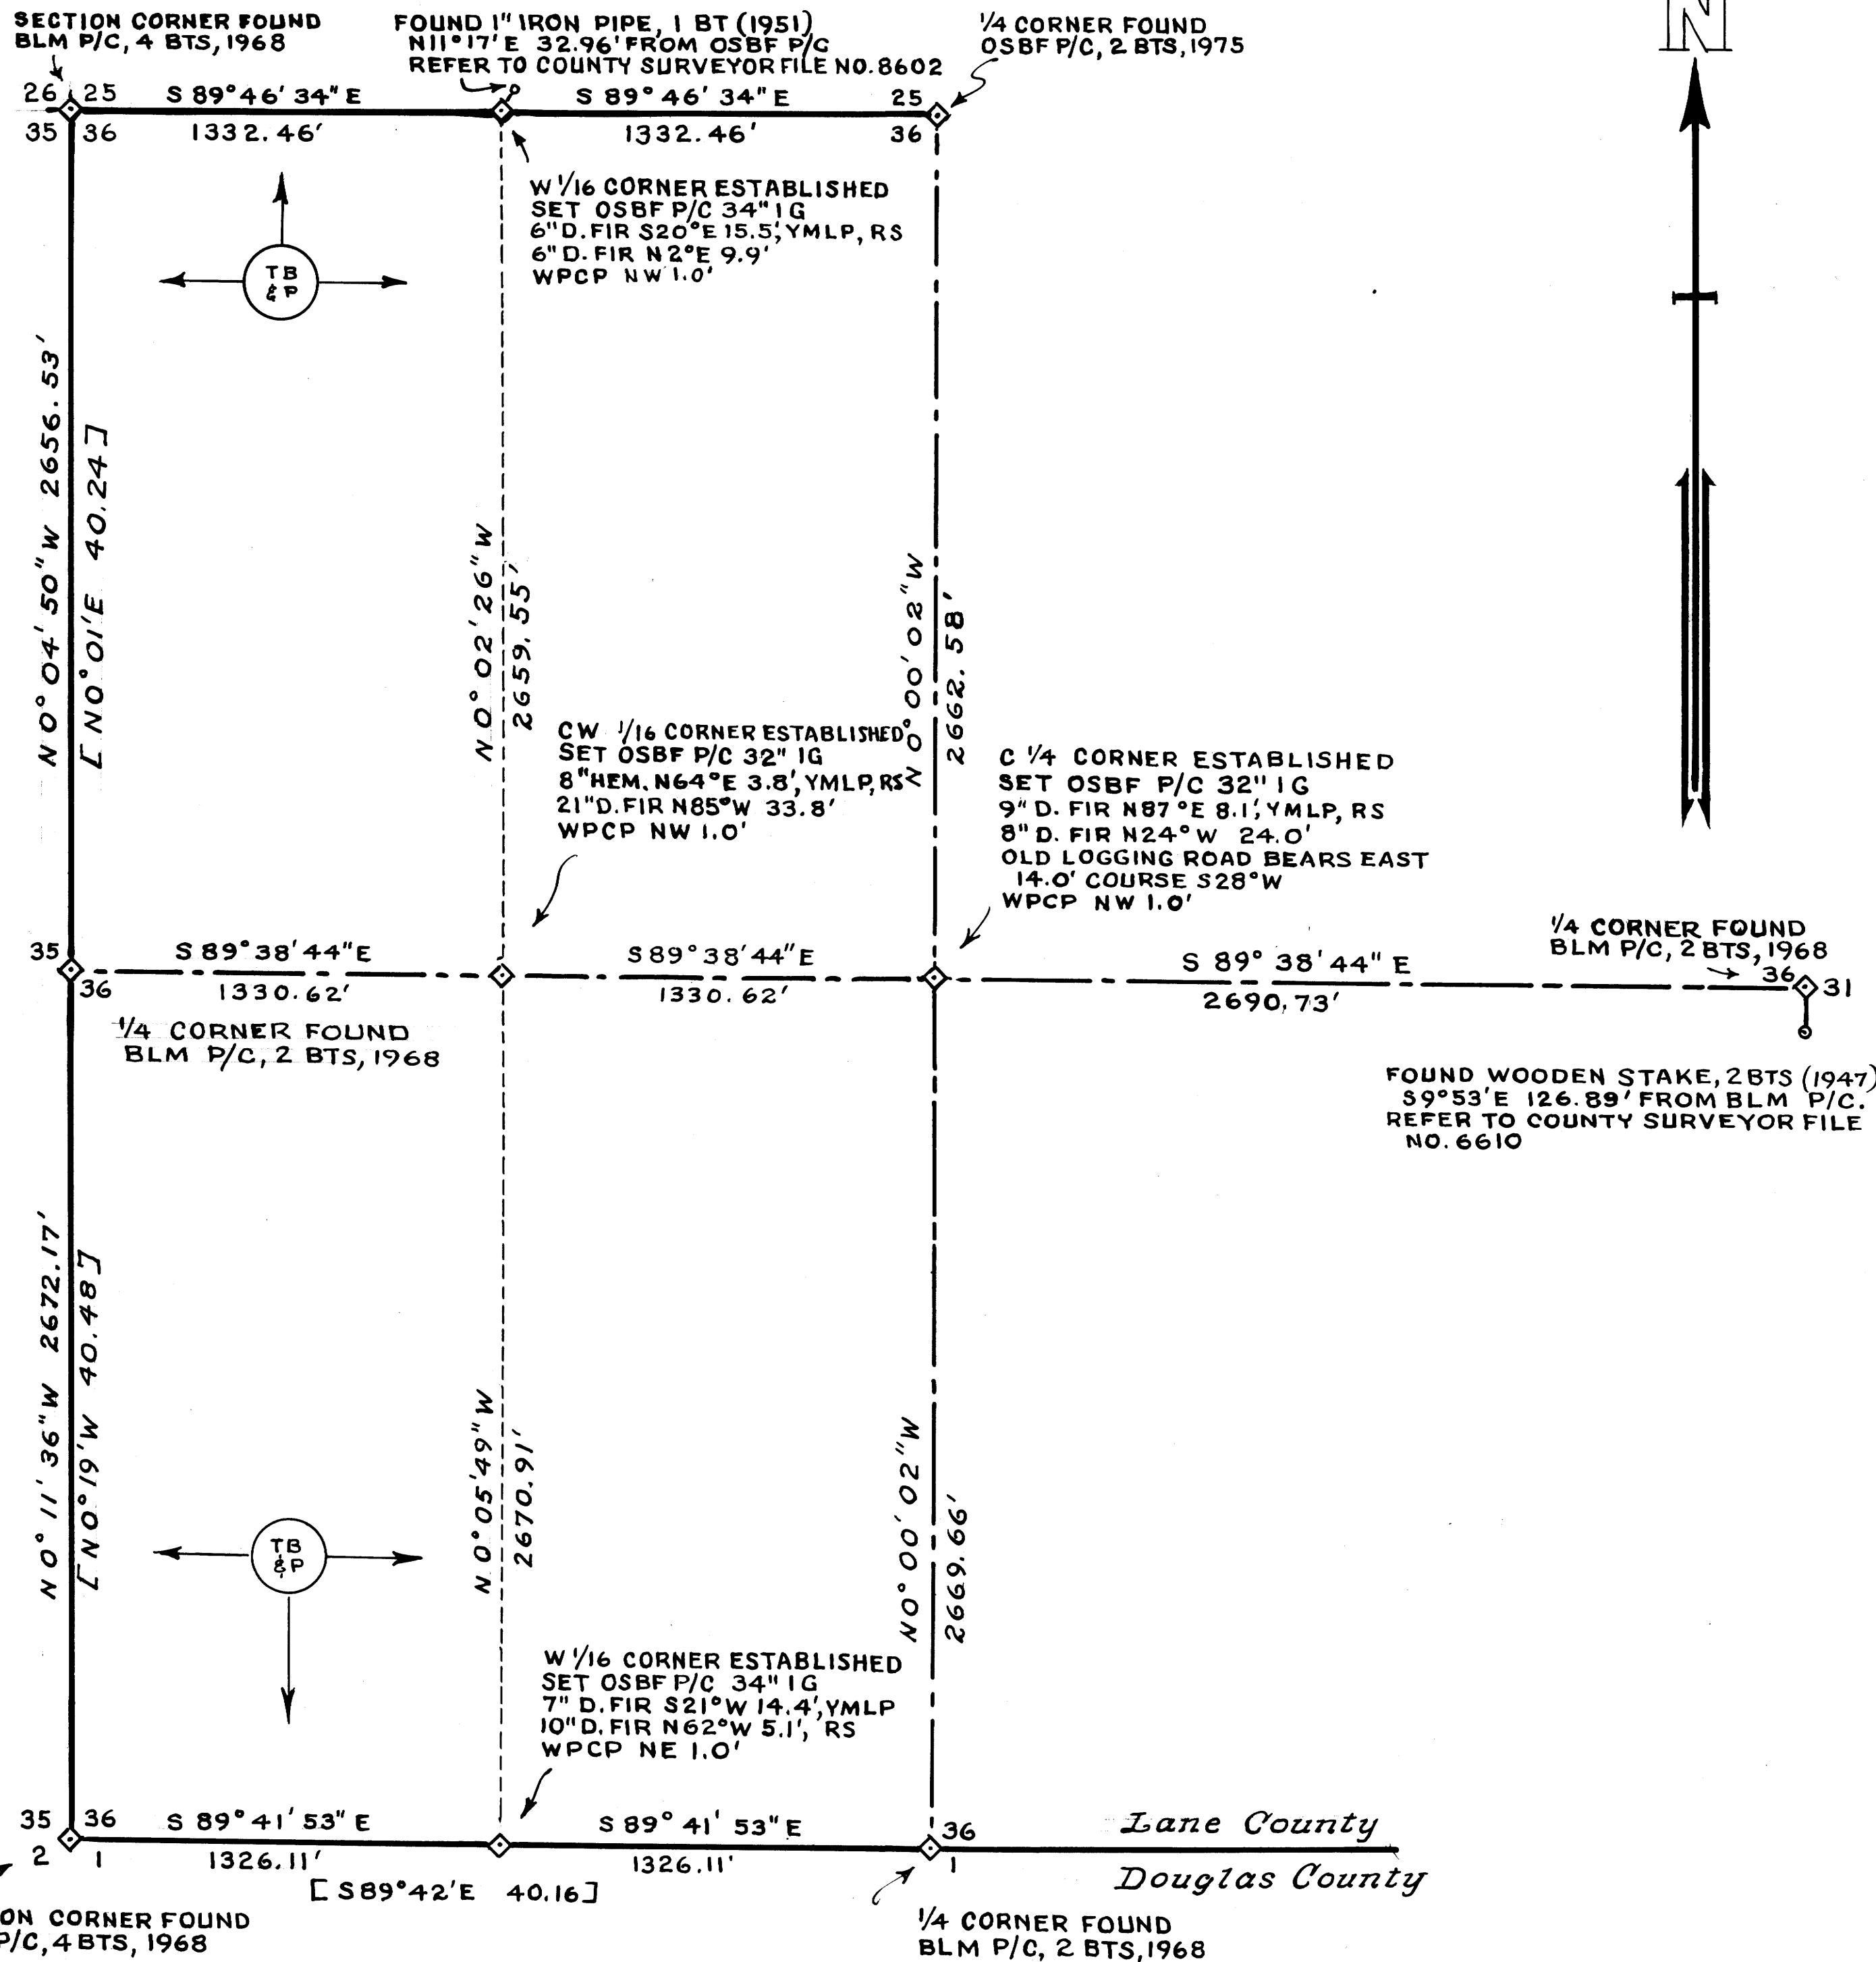 SECTION CORNER FOUND
BLM P/C, 4 BTS, 1968
FOUND 1" IRON PIPE, 1 BT (1951)
N11°17'E 32.96' FROM OSBF P/C
REFER TO COUNTY SURVEYOR FILE NO. 8602
1/4 CORNER FOUND
OSBF P/C, 2 BTS, 1975
N
26 25
35 36
S 89°46'34" E
1332.46'
S 89°46'34" E
1332.46'
25
36
W 1/16 CORNER ESTABLISHED
SET OSBF P/C 34" IG
6" D. FIR S20°E 15.5', YMLP, RS
6" D. FIR N2°E 9.9'
WPCP NW 1.0'
TB
& P
N 0°04'50" W 2656.53'
[N0°01'E 40.24]
N 0°02'26" W
2659.55'
N 0°00'02" W
2662.58'
CW 1/16 CORNER ESTABLISHED
SET OSBF P/C 32" IG
8" HEM. N64°E 3.8', YMLP, RS
21" D. FIR N85°W 33.8'
WPCP NW 1.0'
C 1/4 CORNER ESTABLISHED
SET OSBF P/C 32" IG
9" D. FIR N87°E 8.1', YMLP, RS
8" D. FIR N24°W 24.0'
OLD LOGGING ROAD BEARS EAST
14.0' COURSE S28°W
WPCP NW 1.0'
1/4 CORNER FOUND
BLM P/C, 2 BTS, 1968
35
36
S 89°38'44" E
1330.62'
S 89°38'44" E
1330.62'
S 89°38'44" E
2690.73'
36 31
1/4 CORNER FOUND
BLM P/C, 2 BTS, 1968
FOUND WOODEN STAKE, 2 BTS (1947)
S9°53'E 126.89' FROM BLM P/C.
REFER TO COUNTY SURVEYOR FILE
NO. 6610
N 0°11'36" W 2672.17'
[N0°19'W 40.48]
N 0°05'49" W
2670.91'
N 0°00'02" W
2669.66'
TB
&P
W 1/16 CORNER ESTABLISHED
SET OSBF P/C 34" IG
7" D. FIR S21°W 14.4', YMLP
10" D. FIR N62°W 5.1', RS
WPCP NE 1.0'
35 36
2 1
S 89°41'53" E
1326.11'
S 89°41'53" E
1326.11'
[S89°42'E 40.16]
36
1
Lane County
Douglas County
ON CORNER FOUND
P/C, 4 BTS, 1968
1/4 CORNER FOUND
BLM P/C, 2 BTS, 1968